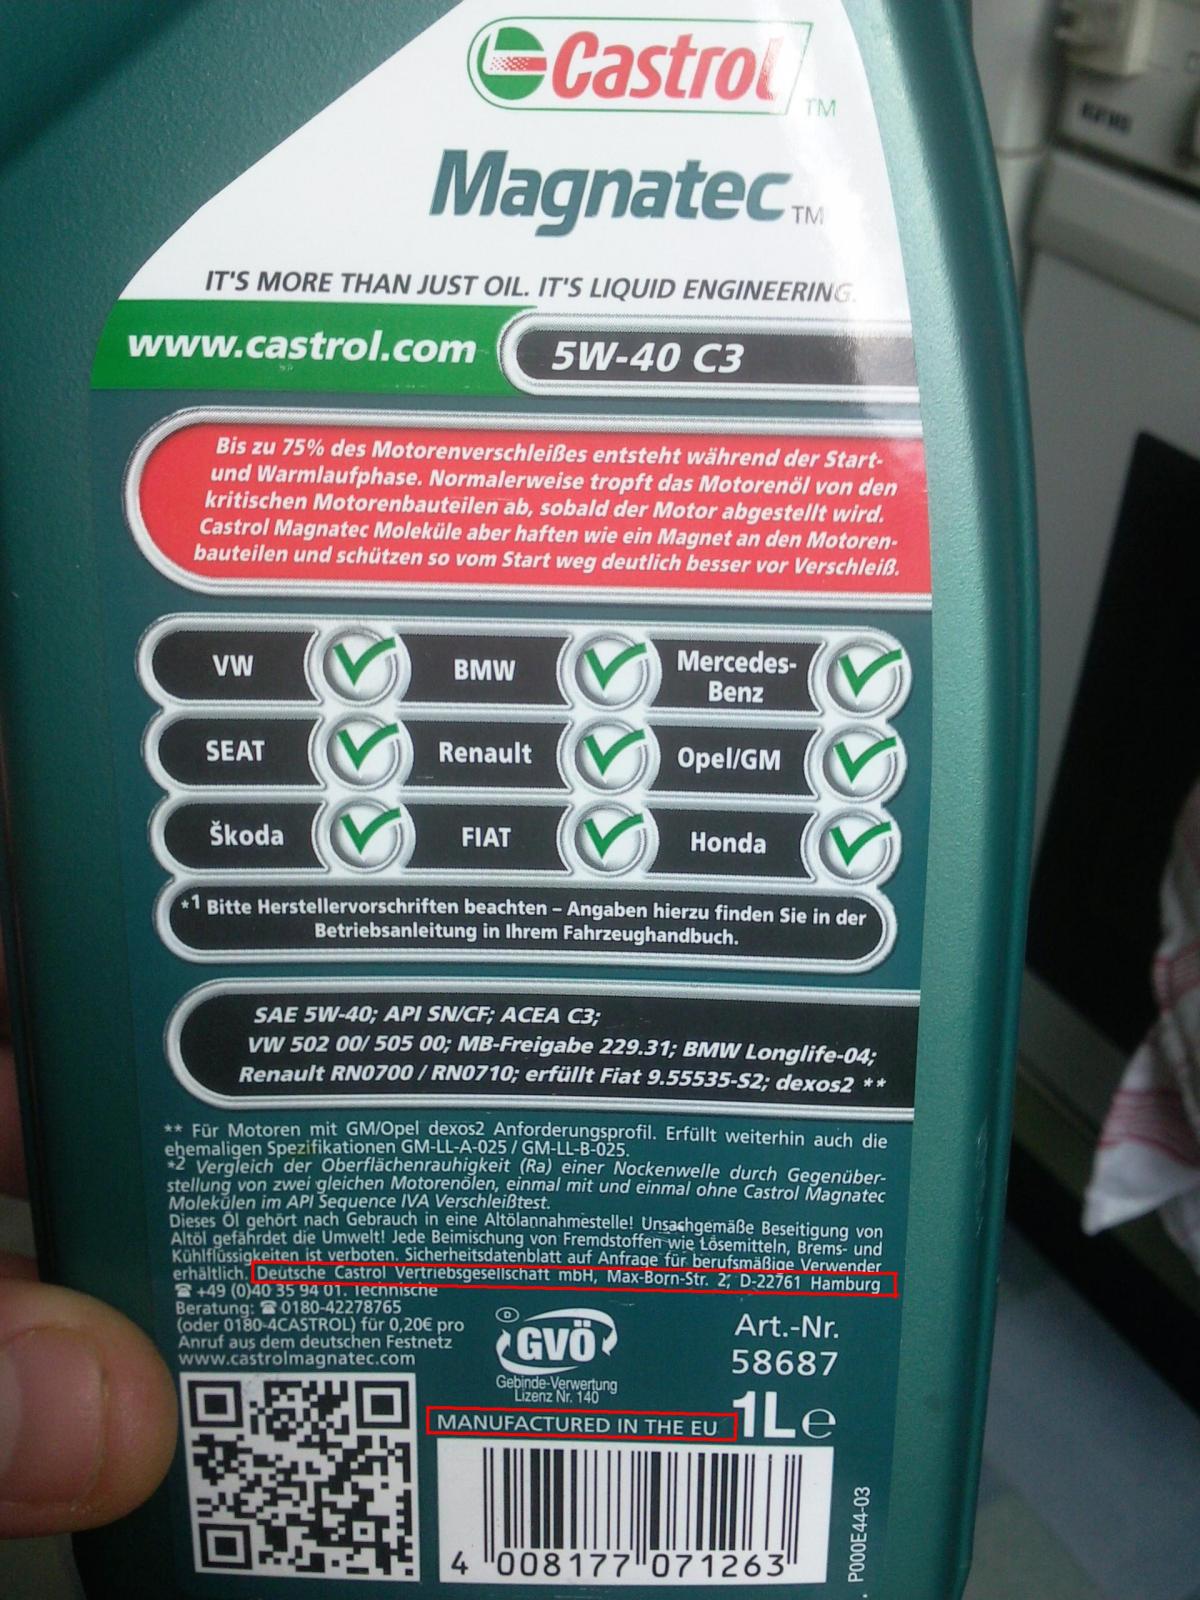 Castrol TM
Magnatec TM
IT'S MORE THAN JUST OIL. IT'S LIQUID ENGINEERING.
www.castrol.com
5W-40 C3
Bis zu 75% des Motorenverschleißes entsteht während der Start-
und Warmlaufphase. Normalerweise tropft das Motorenöl von den
kritischen Motorenbauteilen ab, sobald der Motor abgestellt wird.
Castrol Magnatec Moleküle aber haften wie ein Magnet an den Motoren-
bauteilen und schützen so vom Start weg deutlich besser vor Verschleiß.
VW
BMW
Mercedes-
Benz
SEAT
Renault
Opel/GM
Škoda
FIAT
Honda
*1 Bitte Herstellervorschriften beachten – Angaben hierzu finden Sie in der
Betriebsanleitung in Ihrem Fahrzeughandbuch.
SAE 5W-40; API SN/CF; ACEA C3;
VW 502 00/ 505 00; MB-Freigabe 229.31; BMW Longlife-04;
Renault RN0700 / RN0710; erfüllt Fiat 9.55535-S2; dexos2 **
** Für Motoren mit GM/Opel dexos2 Anforderungsprofil. Erfüllt weiterhin auch die
ehemaligen Spezifikationen GM-LL-A-025 / GM-LL-B-025.
*2 Vergleich der Oberflächenrauhigkeit (Ra) einer Nockenwelle durch Gegenüber-
stellung von zwei gleichen Motorenölen, einmal mit und einmal ohne Castrol Magnatec
Molekülen im API Sequence IVA Verschleißtest.
Dieses Öl gehört nach Gebrauch in eine Altölannahmestelle! Unsachgemäße Beseitigung von
Altöl gefährdet die Umwelt! Jede Beimischung von Fremdstoffen wie Lösemitteln, Brems- und
Kühlflüssigkeiten ist verboten. Sicherheitsdatenblatt auf Anfrage für berufsmäßige Verwender
erhältlich. Deutsche Castrol Vertriebsgesellschaft mbH, Max-Born-Str. 2, D-22761 Hamburg
☎ +49 (0)40 35 94 01. Technische
Beratung: ☎ 0180-42278765
(oder 0180-4CASTROL) für 0,20€ pro
Anruf aus dem deutschen Festnetz
www.castrolmagnatec.com
D
GVÖ
Gebinde-Verwertung
Lizenz Nr. 140
Art.-Nr.
58687
MANUFACTURED IN THE EU
1L e
4 008177 071263
P000E44-03